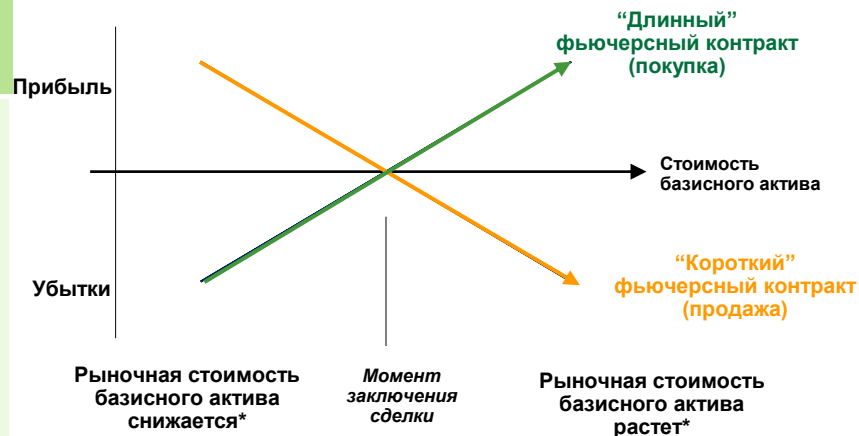 “Длинный”
фьючерсный контракт
(покупка)
Прибыль
Стоимость
базисного актива
Убытки
“Короткий”
фьючерсный контракт
(продажа)
Рыночная стоимость
базисного актива
снижается*
Момент
заключения
сделки
Рыночная стоимость
базисного актива
растет*